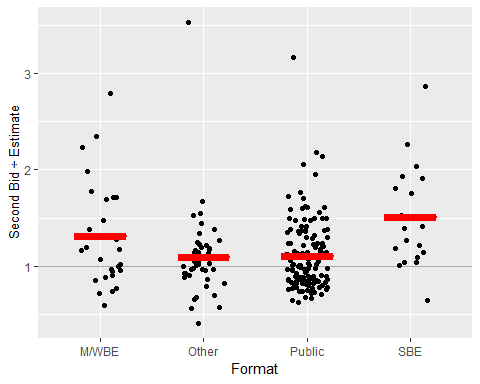 Second Bid ÷ Estimate
3
2
1
M/WBE Other Public SBE
Format